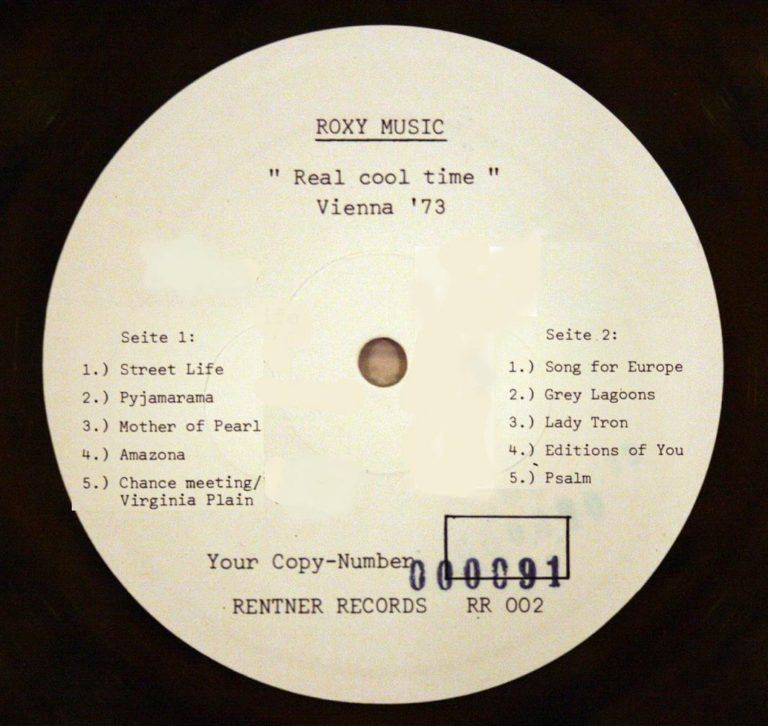 ROXY MUSIC
" Real cool time "
Vienna '73
Seite 1:
1.) Street Life
2.) Pyjamarama
3.) Mother of Pearl
4.) Amazona
5.) Chance meeting/
Virginia Plain
Seite 2:
1.) Song for Europe
2.) Grey Lagoons
3.) Lady Tron
4.) Editions of You
5.) Psalm
Your Copy-Number
000091
RENTNER RECORDS RR 002